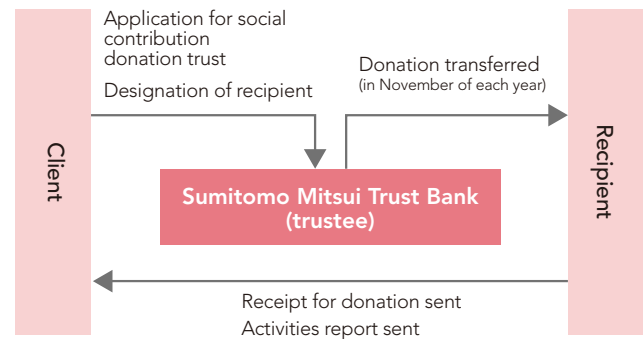 Application for social
contribution
donation trust
Designation of recipient
Donation transferred
(in November of each year)
Client
Sumitomo Mitsui Trust Bank
(trustee)
Recipient
Receipt for donation sent
Activities report sent